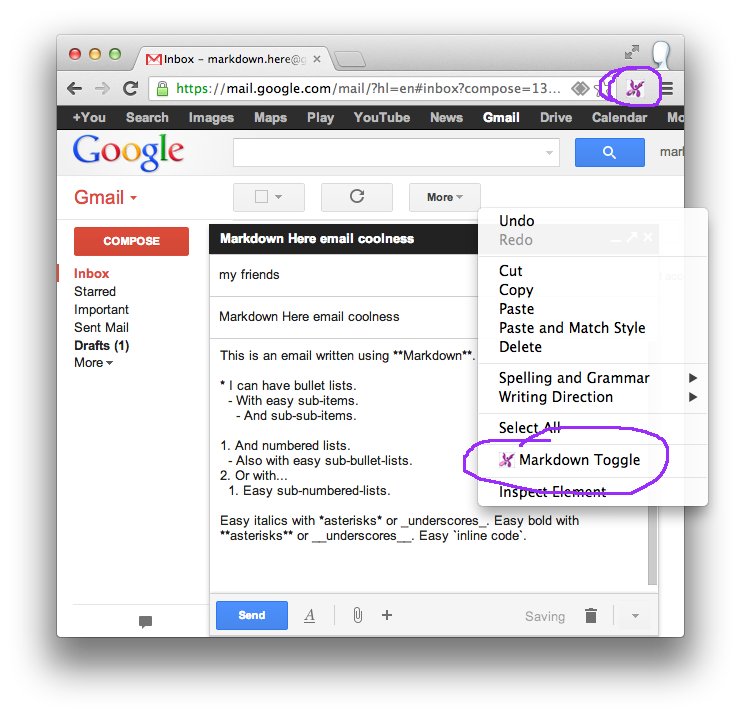 Inbox – markdown.here@g
https://mail.google.com/mail/?hl=en#inbox?compose=13...
+You Search Images Maps Play YouTube News Gmail Drive Calendar Mo
Google
mar
Gmail
More
COMPOSE
Inbox
Starred
Important
Sent Mail
Drafts (1)
More
Markdown Here email coolness
my friends
Markdown Here email coolness
This is an email written using **Markdown**.
* I can have bullet lists.
- With easy sub-items.
- And sub-sub-items.
1. And numbered lists.
- Also with easy sub-bullet-lists.
2. Or with...
1. Easy sub-numbered-lists.
Easy italics with *asterisks* or _underscores_. Easy bold with
**asterisks** or __underscores__. Easy `inline code`.
Send
A
Saving
Undo
Redo
Cut
Copy
Paste
Paste and Match Style
Delete
Spelling and Grammar
Writing Direction
Select All
Markdown Toggle
Inspect Element